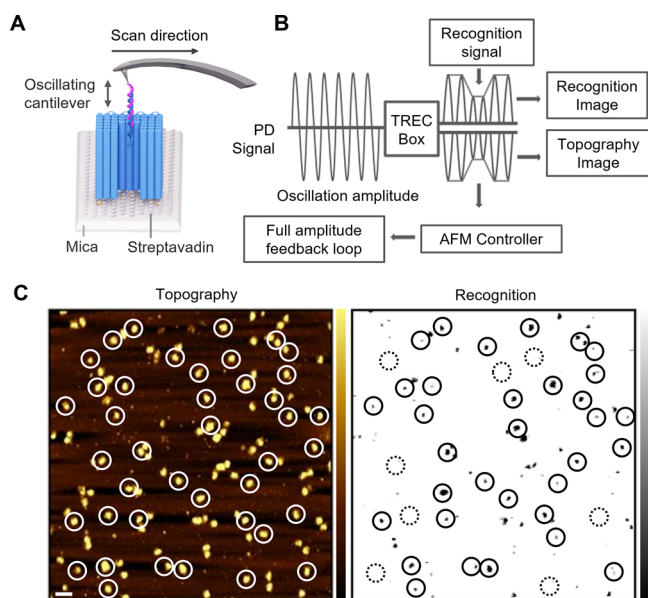 A
Scan direction
Oscillating
cantilever
Mica
Streptavadin
B
Recognition
signal
PD
Signal
TREC
Box
Recognition
Image
Topography
Image
Oscillation amplitude
Full amplitude
feedback loop
AFM Controller
C
Topography
Recognition